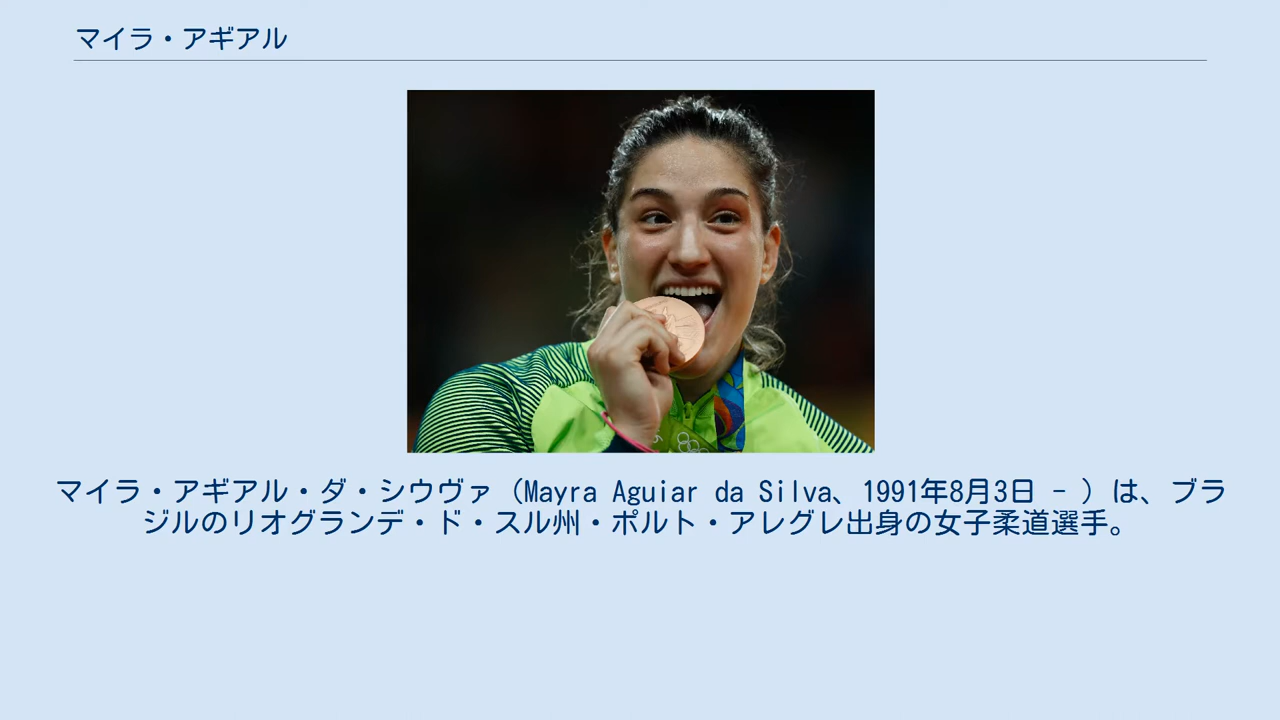 マイラ・アギアル
マイラ・アギアル・ダ・シウヴァ（Mayra Aguiar da Silva、1991年8月3日 - ）は、ブラ
ジルのリオグランデ・ド・スル州・ポルト・アレグレ出身の女子柔道選手。